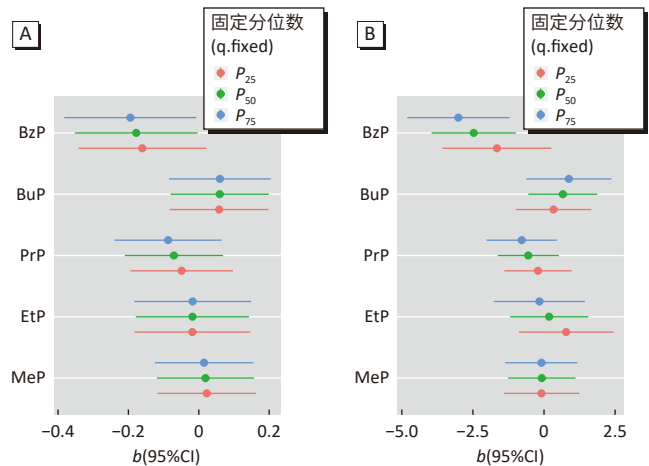 A
固定分位数
(q.fixed)
P25
P50
P75
BzP
BuP
PrP
EtP
MeP
−0.4 −0.2 0 0.2
b(95%CI)
B
固定分位数
(q.fixed)
P25
P50
P75
BzP
BuP
PrP
EtP
MeP
−5.0 −2.5 0 2.5
b(95%CI)